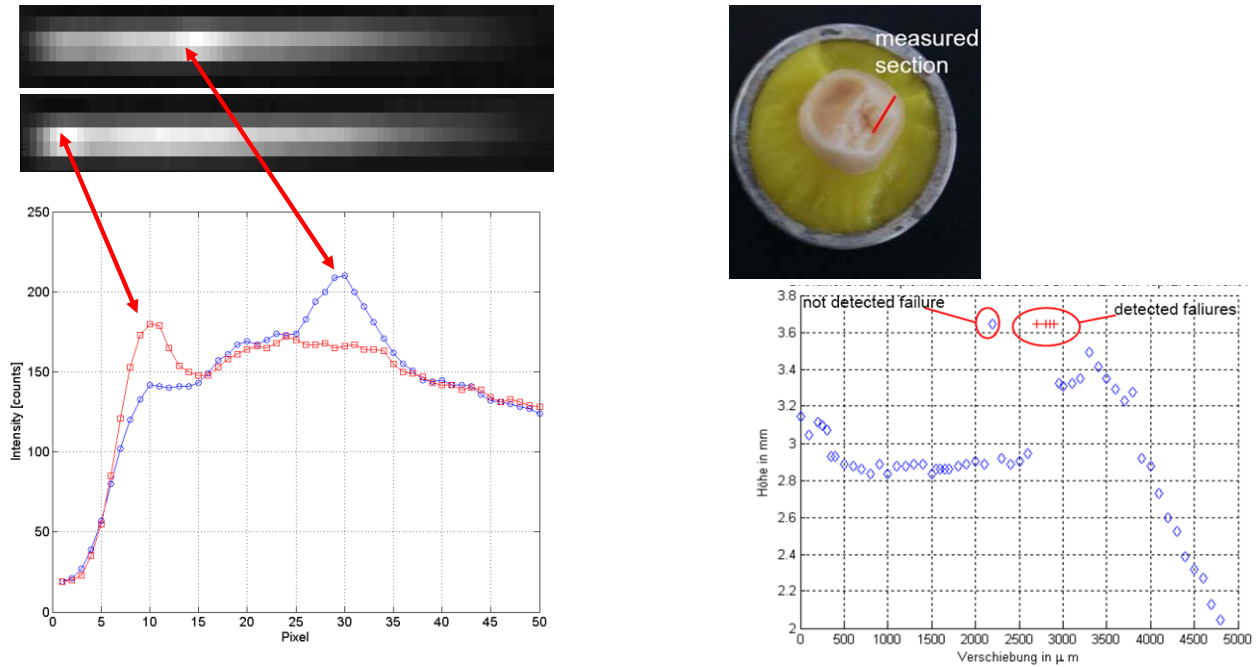 250
200
150
100
50
0
Intensity [counts]
0 5 10 15 20 25 30 35 40 45 50
Pixel
measured
section
3.8
3.6
3.4
3.2
3
2.8
2.6
2.4
2.2
2
not detected failure
detected faliures
Höhe in mm
0 500 1000 1500 2000 2500 3000 3500 4000 4500 5000
Verschiebung in μ m